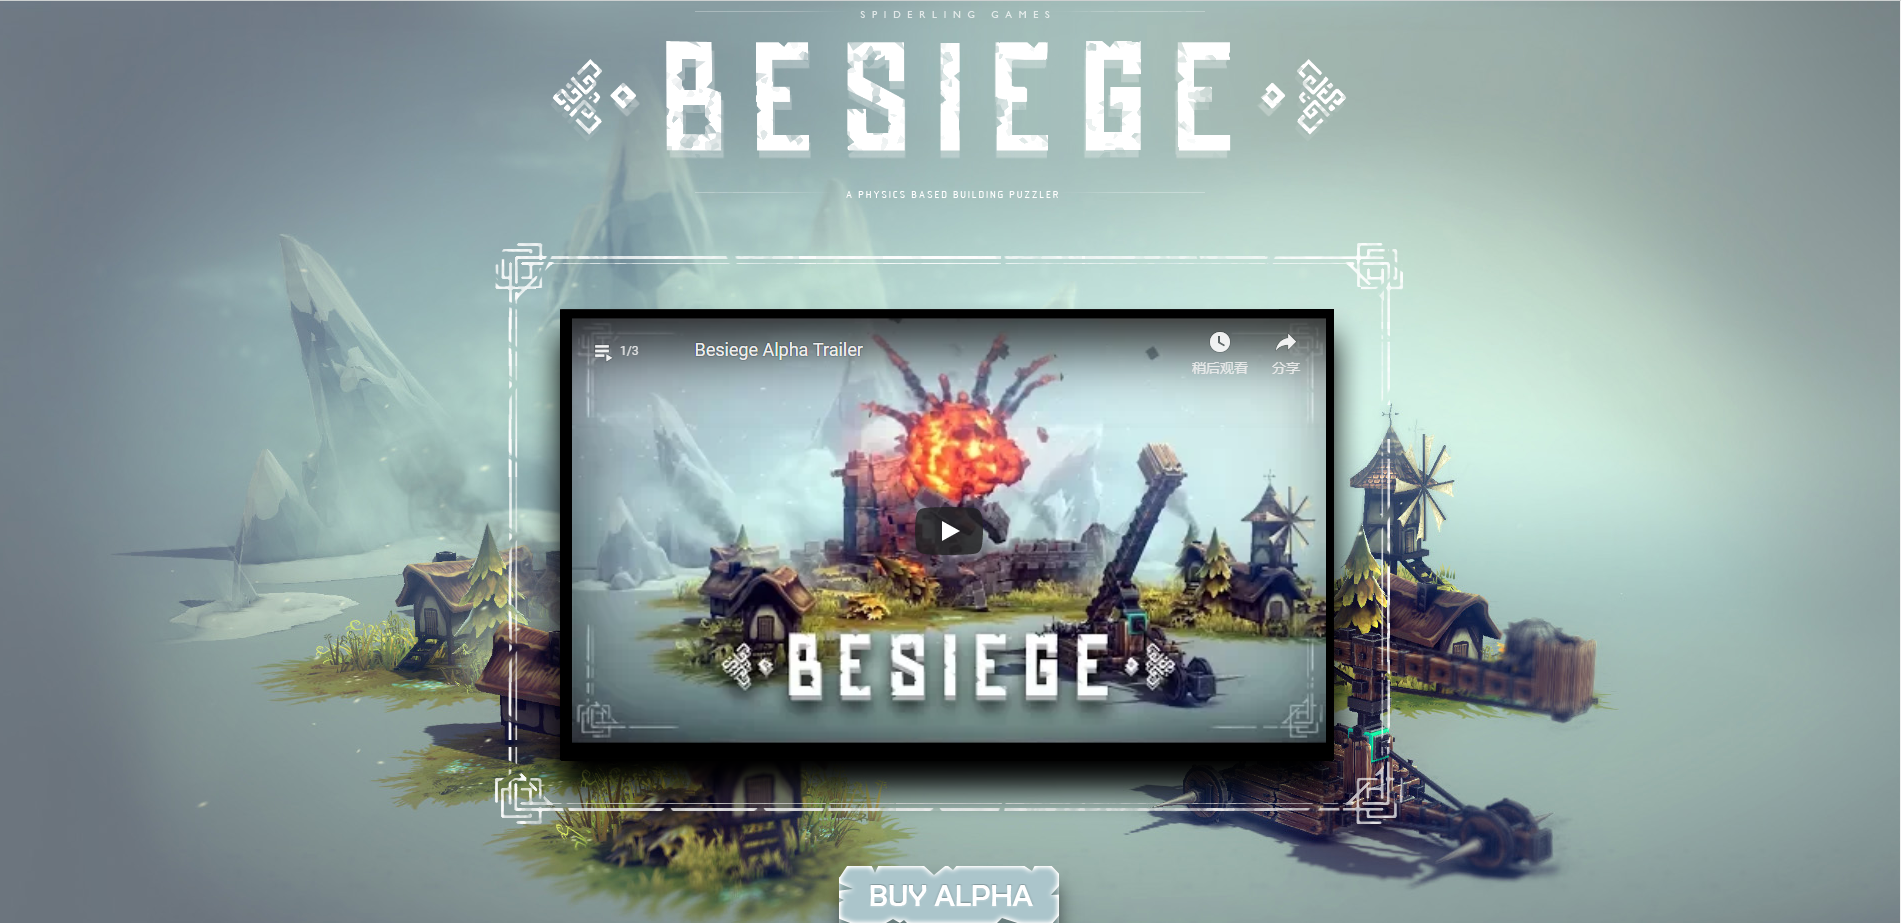 SPIDERLING GAMES
BESIEGE
A PHYSICS BASED BUILDING PUZZLER
1/3
Besiege Alpha Trailer
稍后观看
分享
BESIEGE
BUY ALPHA